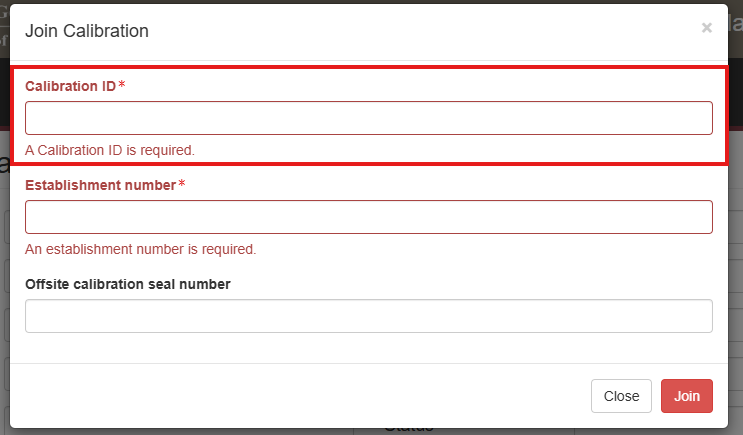 Join Calibration
×
Calibration ID*
A Calibration ID is required.
Establishment number*
An establishment number is required.
Offsite calibration seal number
Close
Join
Status